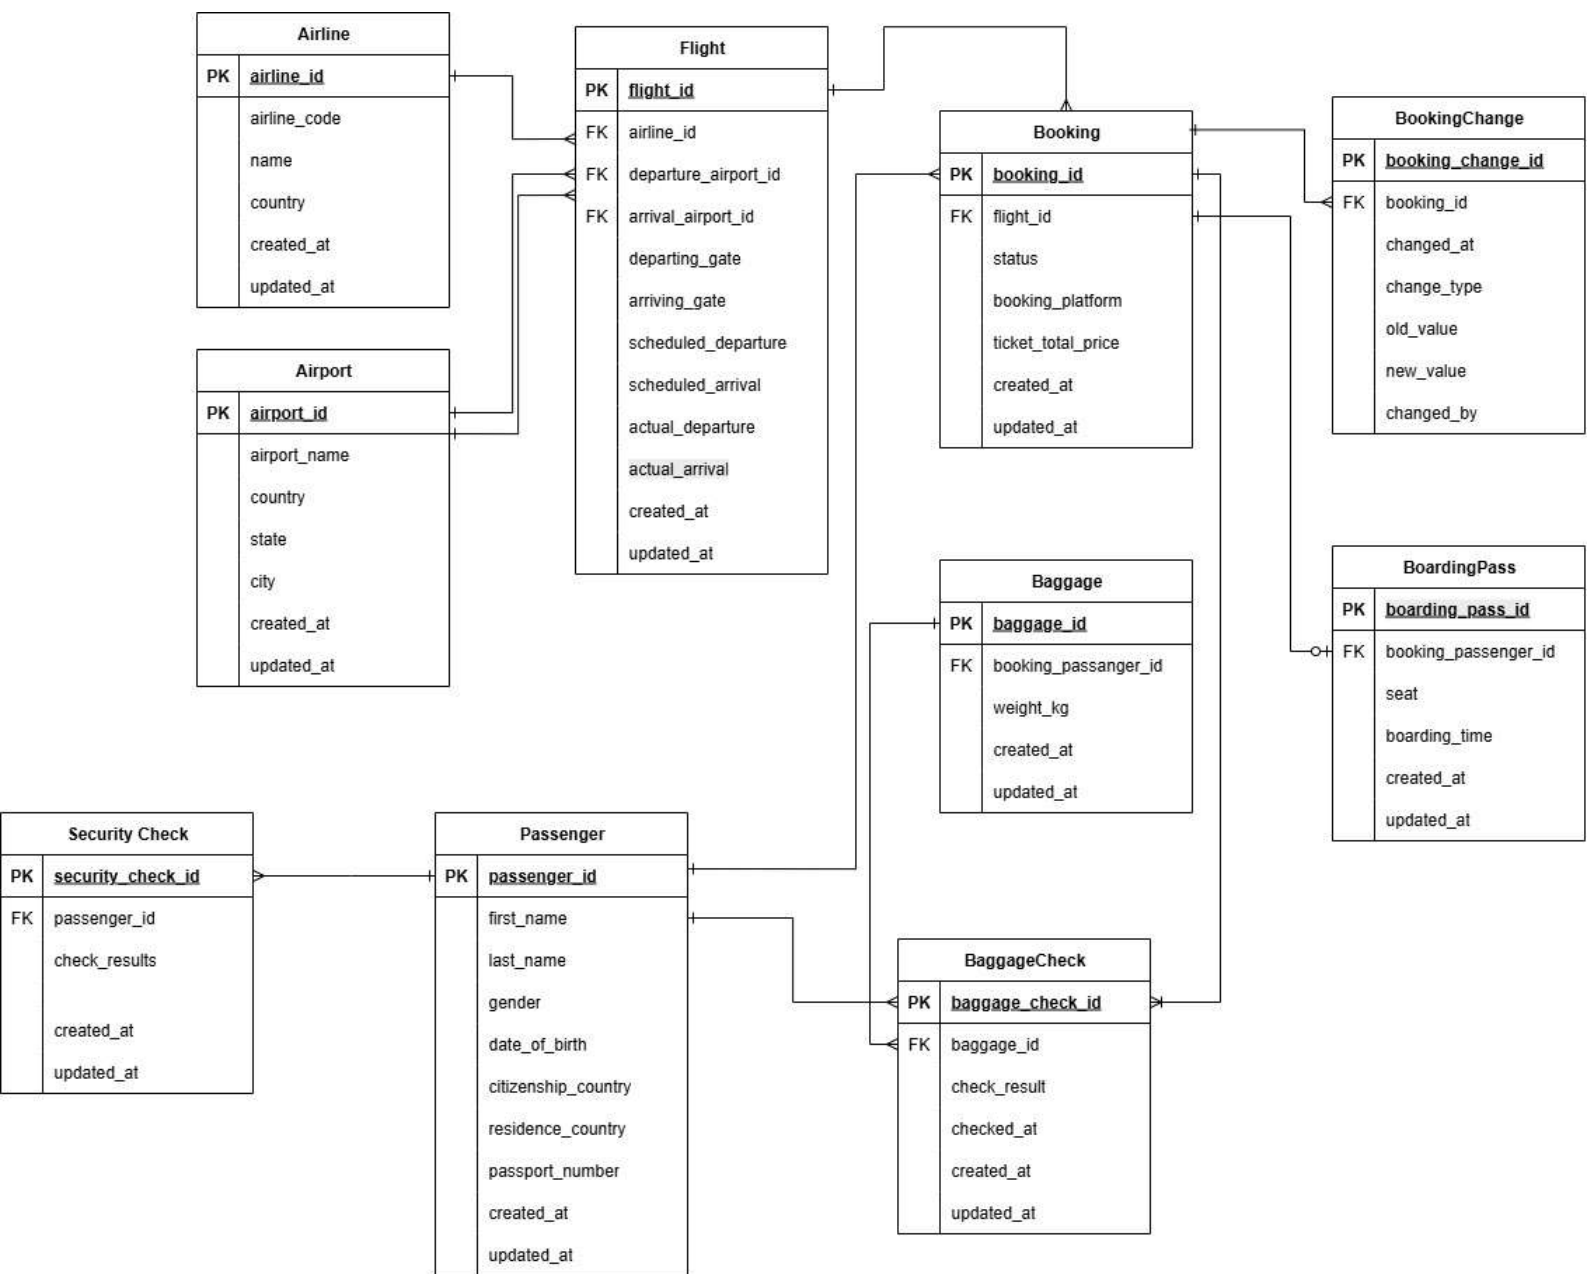 Airline
PK airline_id
airline_code
name
country
created_at
updated_at
Airport
PK airport_id
airport_name
country
state
city
created_at
updated_at
Flight
PK flight_id
FK airline_id
FK departure_airport_id
FK arrival_airport_id
departing_gate
arriving_gate
scheduled_departure
scheduled_arrival
actual_departure
actual_arrival
created_at
updated_at
Booking
PK booking_id
FK flight_id
status
booking_platform
ticket_total_price
created_at
updated_at
BookingChange
PK booking_change_id
FK booking_id
changed_at
change_type
old_value
new_value
changed_by
Baggage
PK baggage_id
FK booking_passanger_id
weight_kg
created_at
updated_at
BoardingPass
PK boarding_pass_id
FK booking_passenger_id
seat
boarding_time
created_at
updated_at
Security Check
PK security_check_id
FK passenger_id
check_results
created_at
updated_at
Passenger
PK passenger_id
first_name
last_name
gender
date_of_birth
citizenship_country
residence_country
passport_number
created_at
updated_at
BaggageCheck
PK baggage_check_id
FK baggage_id
check_result
checked_at
created_at
updated_at